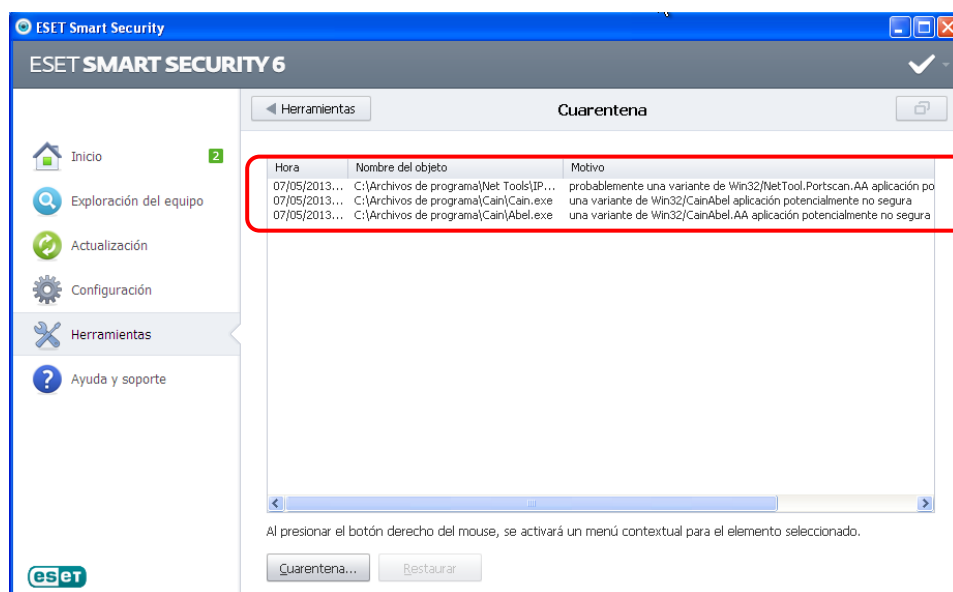 ESET Smart Security
ESET SMART SECURITY 6
Herramientas
Cuarentena
Inicio 2
Exploración del equipo
Actualización
Configuración
Herramientas
Ayuda y soporte
Hora Nombre del objeto Motivo
07/05/2013... C:\Archivos de programa\Net Tools\IP... probablemente una variante de Win32/NetTool.Portscan.AA aplicación po
07/05/2013... C:\Archivos de programa\Cain\Cain.exe una variante de Win32/CainAbel aplicación potencialmente no segura
07/05/2013... C:\Archivos de programa\Cain\Abel.exe una variante de Win32/CainAbel.AA aplicación potencialmente no segura
Al presionar el botón derecho del mouse, se activará un menú contextual para el elemento seleccionado.
Cuarentena... Restaurar
eseT